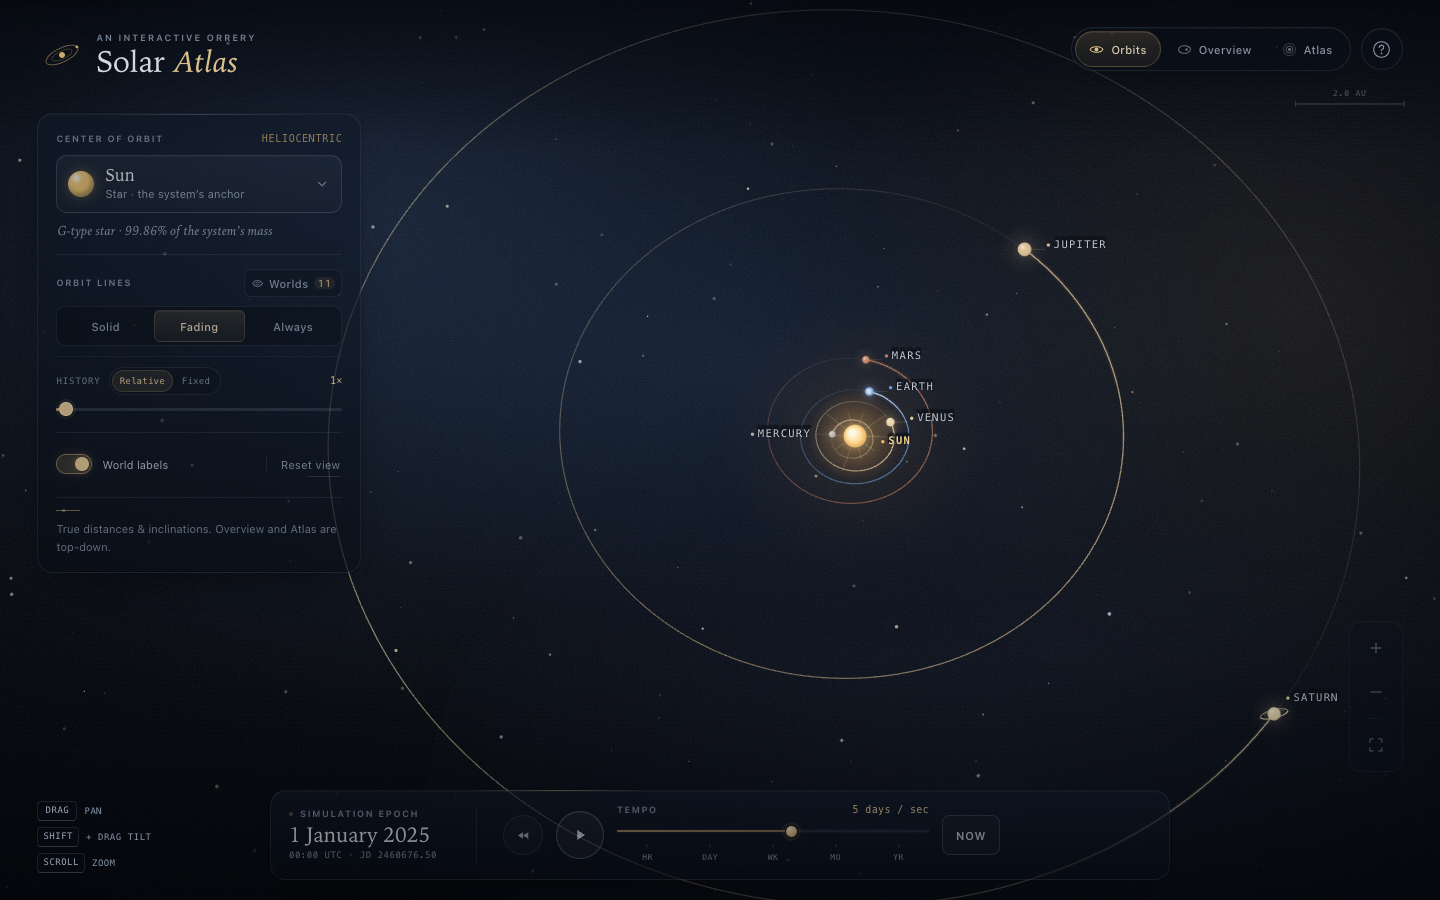 AN INTERACTIVE ORRERY
Solar Atlas
Orbits
Overview
Atlas
2.0 AU
CENTER OF ORBIT
HELIOCENTRIC
Sun
Star · the system's anchor
G-type star · 99.86% of the system's mass
ORBIT LINES
Worlds 11
Solid
Fading
Always
HISTORY
Relative
Fixed
1×
World labels
Reset view
True distances & inclinations. Overview and Atlas are
top-down.
JUPITER
MARS
EARTH
VENUS
MERCURY
SUN
SATURN
DRAG PAN
SHIFT + DRAG TILT
SCROLL ZOOM
SIMULATION EPOCH
1 January 2025
00:00 UTC · JD 2460676.50
TEMPO
5 days / sec
HR
DAY
WK
MO
YR
NOW